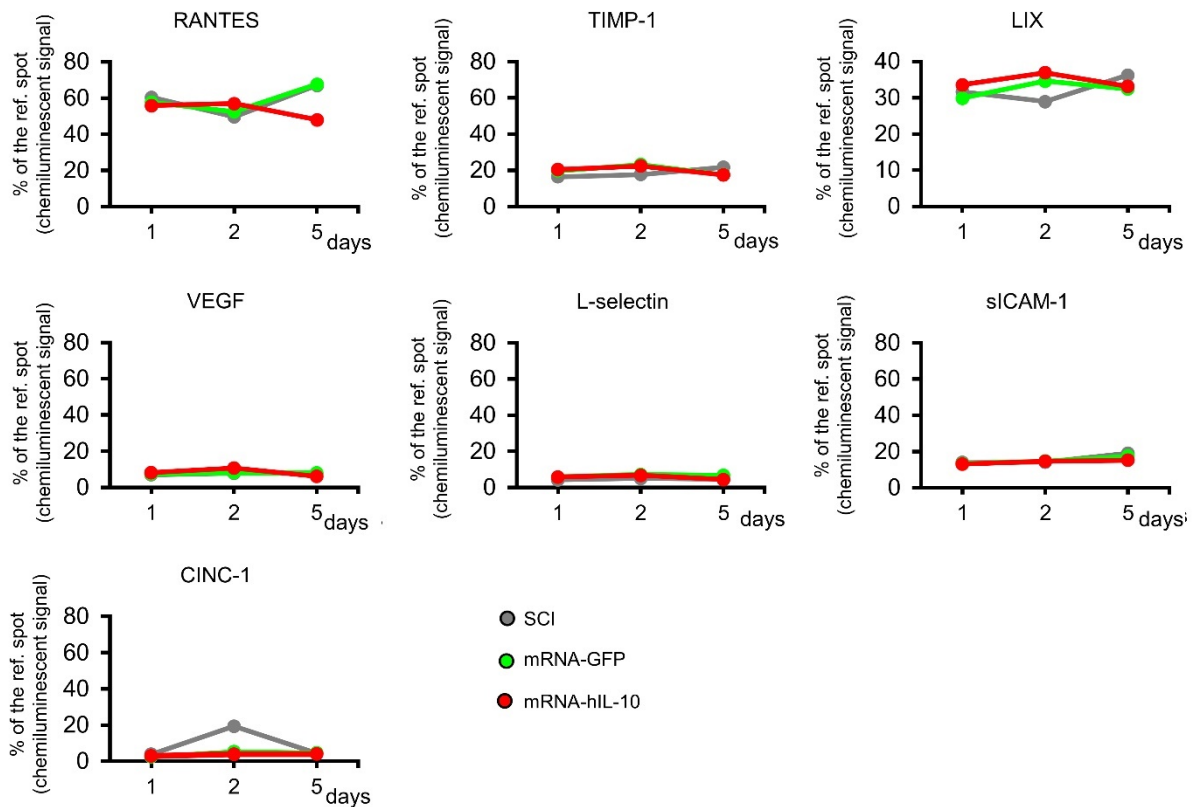 RANTES
% of the ref. spot
(chemiluminescent signal)
80
60
40
20
0
1 2 5 days
TIMP-1
% of the ref. spot
(chemiluminescent signal)
80
60
40
20
0
1 2 5 days
LIX
% of the ref. spot
(chemiluminescent signal)
40
30
20
10
0
1 2 5 days
VEGF
% of the ref. spot
(chemiluminescent signal)
80
60
40
20
0
1 2 5 days
L-selectin
% of the ref. spot
(chemiluminescent signal)
80
60
40
20
0
1 2 5 days
sICAM-1
% of the ref. spot
(chemiluminescent signal)
80
60
40
20
0
1 2 5 days
CINC-1
% of the ref. spot
(chemiluminescent signal)
80
60
40
20
0
1 2 5 days
SCI
mRNA-GFP
mRNA-hIL-10